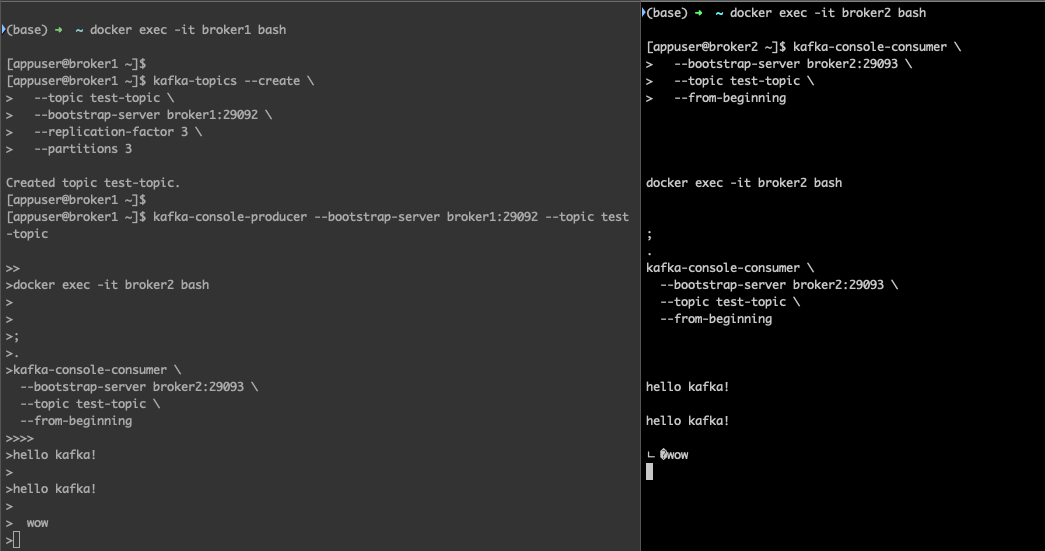 (base) ➜ ~ docker exec -it broker1 bash
[appuser@broker1 ~]$
[appuser@broker1 ~]$ kafka-topics --create \
>   --topic test-topic \
>   --bootstrap-server broker1:29092 \
>   --replication-factor 3 \
>   --partitions 3
Created topic test-topic.
[appuser@broker1 ~]$
[appuser@broker1 ~]$ kafka-console-producer --bootstrap-server broker1:29092 --topic test
-topic
>>
>docker exec -it broker2 bash
>
>
>;
>.
>kafka-console-consumer \
  --bootstrap-server broker2:29093 \
  --topic test-topic \
  --from-beginning
>>>>
>hello kafka!
>
>hello kafka!
>
>  wow
>
(base) ➜ ~ docker exec -it broker2 bash
[appuser@broker2 ~]$ kafka-console-consumer \
>   --bootstrap-server broker2:29093 \
>   --topic test-topic \
>   --from-beginning
docker exec -it broker2 bash
;
.
kafka-console-consumer \
  --bootstrap-server broker2:29093 \
  --topic test-topic \
  --from-beginning
hello kafka!
hello kafka!
ㄴ �wow